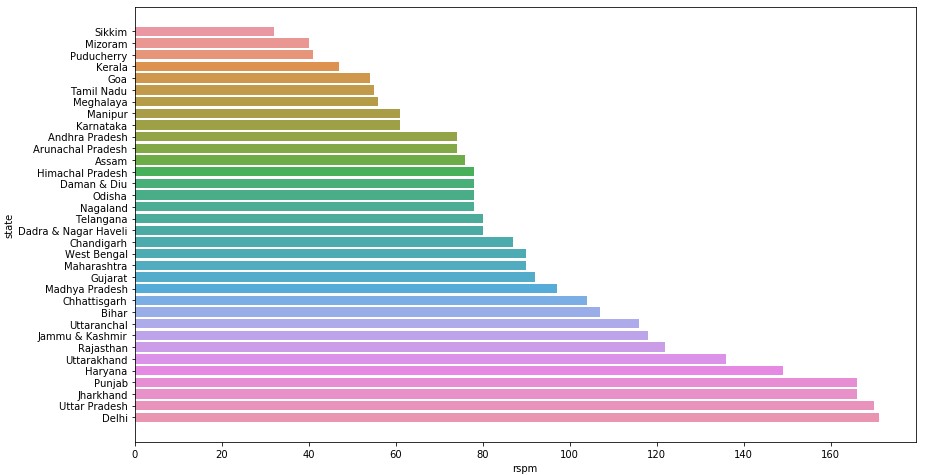 Sikkim
Mizoram
Puducherry
Kerala
Goa
Tamil Nadu
Meghalaya
Manipur
Karnataka
Andhra Pradesh
Arunachal Pradesh
Assam
Himachal Pradesh
Daman & Diu
Odisha
Nagaland
Telangana
Dadra & Nagar Haveli
Chandigarh
West Bengal
Maharashtra
Gujarat
Madhya Pradesh
Chhattisgarh
Bihar
Uttaranchal
Jammu & Kashmir
Rajasthan
Uttarakhand
Haryana
Punjab
Jharkhand
Uttar Pradesh
Delhi
state
0 20 40 60 80 100 120 140 160
rspm